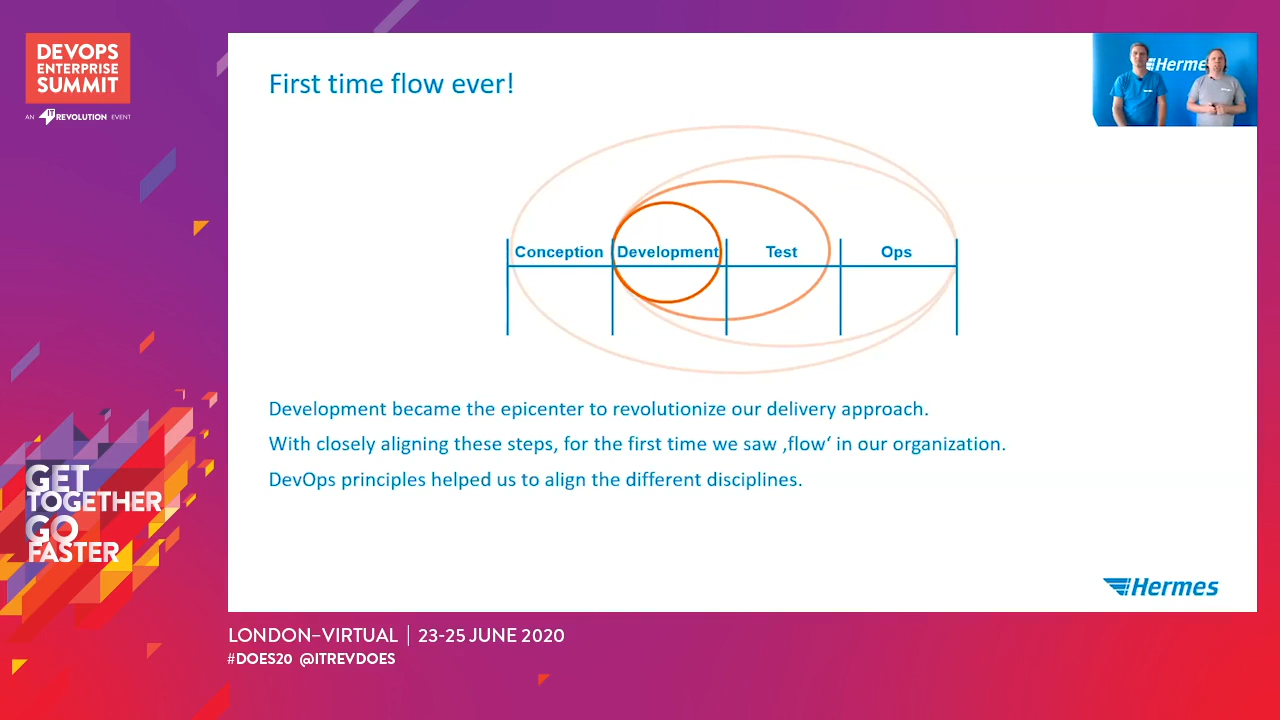 DEVOPS
ENTERPRISE
SUMMIT
AN IT REVOLUTION EVENT
First time flow ever!
Hermes
Conception Development Test Ops
Development became the epicenter to revolutionize our delivery approach.
With closely aligning these steps, for the first time we saw ‚flow‘ in our organization.
DevOps principles helped us to align the different disciplines.
GET
TOGETHER
GO
FASTER
Hermes
LONDON–VIRTUAL | 23-25 JUNE 2020
#DOES20 @ITREVDOES